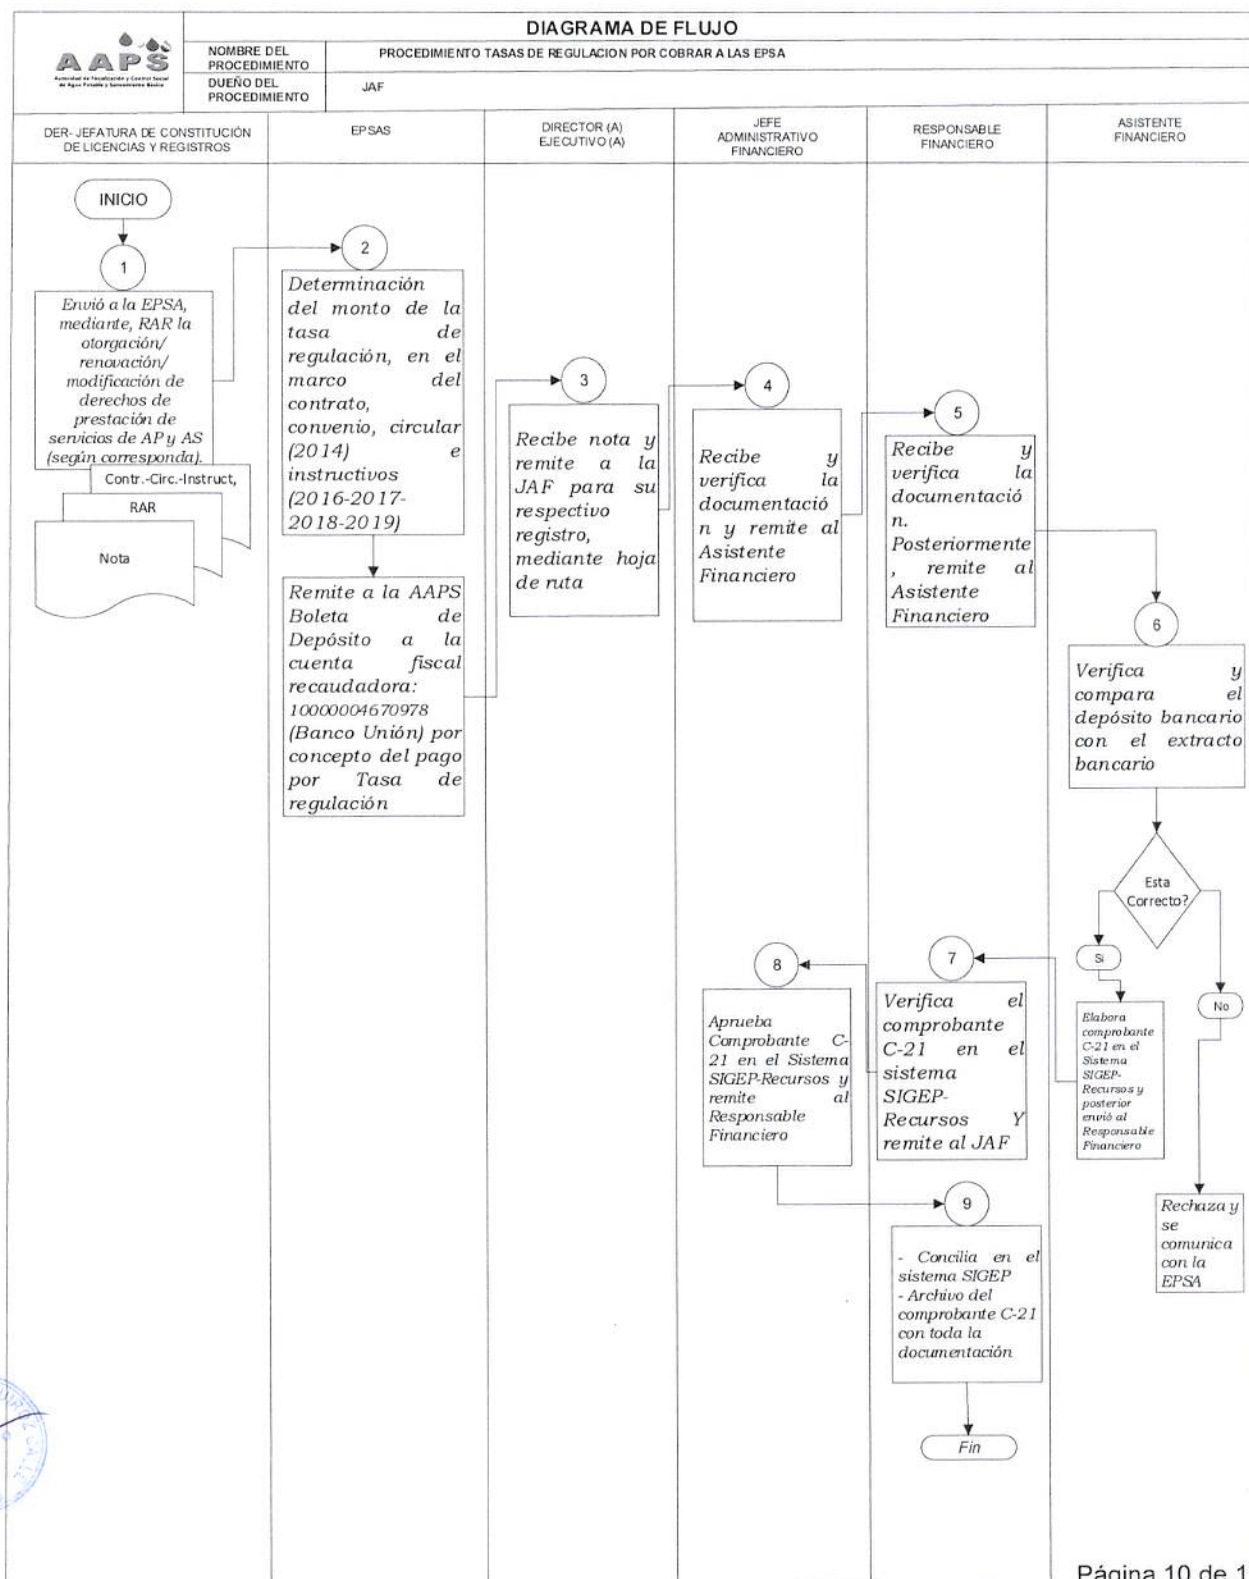 DIAGRAMA DE FLUJO
AAPS
Autoridad de Fiscalización y Control Social
de Agua Potable y Saneamiento Básico
NOMBRE DEL
PROCEDIMIENTO
PROCEDIMIENTO TASAS DE REGULACION POR COBRAR A LAS EPSA
DUEÑO DEL
PROCEDIMIENTO
JAF
DER- JEFATURA DE CONSTITUCIÓN
DE LICENCIAS Y REGISTROS
EPSAS
DIRECTOR (A)
EJECUTIVO (A)
JEFE
ADMINISTRATIVO
FINANCIERO
RESPONSABLE
FINANCIERO
ASISTENTE
FINANCIERO
INICIO
1
Envió a la EPSA,
mediante, RAR la
otorgación/
renovación/
modificación de
derechos de
prestación de
servicios de AP y AS
(según corresponda).
Contr.-Circ.-Instruct,
RAR
Nota
2
Determinación
del monto de la
tasa de
regulación, en el
marco del
contrato,
convenio, circular
(2014) e
instructivos
(2016-2017-
2018-2019)
Remite a la AAPS
Boleta de
Depósito a la
cuenta fiscal
recaudadora:
10000004670978
(Banco Unión) por
concepto del pago
por Tasa de
regulación
3
Recibe nota y
remite a la
JAF para su
respectivo
registro,
mediante hoja
de ruta
4
Recibe y
verifica la
documentació
n y remite al
Asistente
Financiero
5
Recibe y
verifica la
documentació
n.
Posteriormente
, remite al
Asistente
Financiero
6
Verifica y
compara el
depósito bancario
con el extracto
bancario
Esta
Correcto?
Si
No
Elabora
comprobante
C-21 en el
Sistema
SIGEP-
Recursos y
posterior
envió al
Responsable
Financiero
Rechaza y
se
comunica
con la
EPSA
7
Verifica el
comprobante
C-21 en el
sistema
SIGEP-
Recursos Y
remite al JAF
8
Aprueba
Comprobante C-
21 en el Sistema
SIGEP-Recursos y
remite al
Responsable
Financiero
9
- Concilia en el
sistema SIGEP
- Archivo del
comprobante C-21
con toda la
documentación
Fin
Página 10 de 1